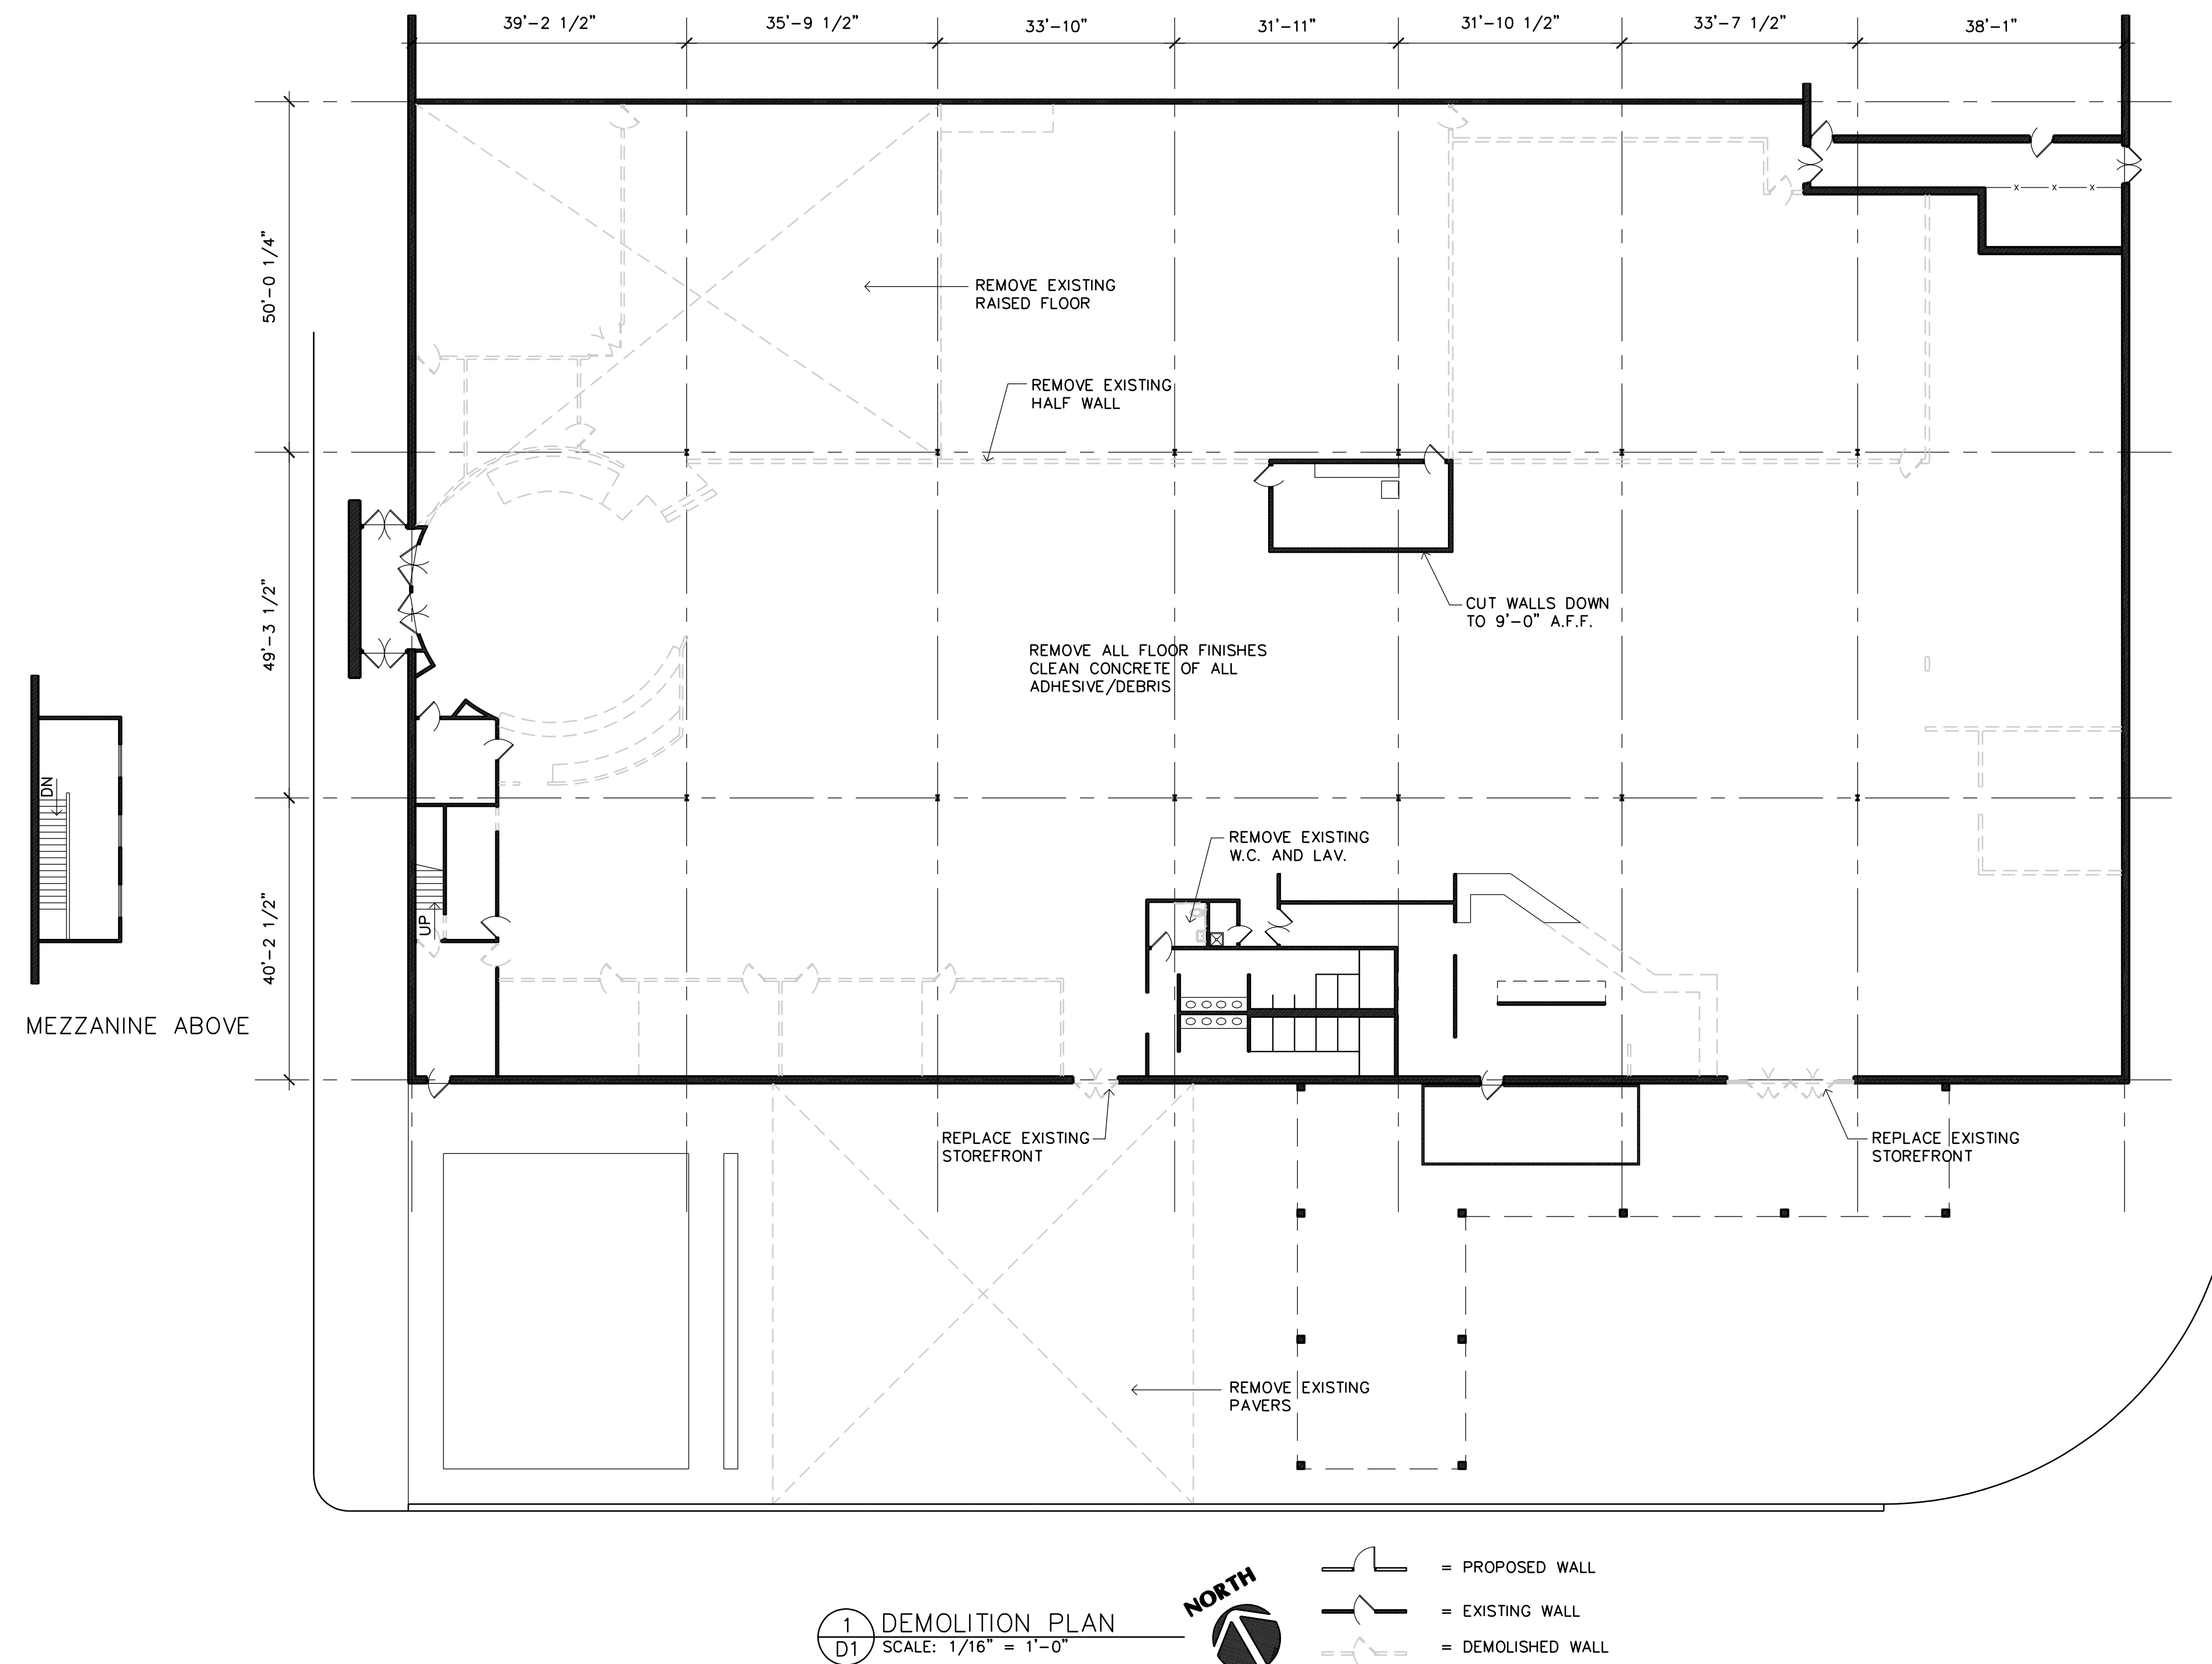 39'-2 1/2"
35'-9 1/2"
33'-10"
31'-11"
31'-10 1/2"
33'-7 1/2"
38'-1"
50'-0 1/4"
REMOVE EXISTING
RAISED FLOOR
REMOVE EXISTING
HALF WALL
x x x
49'-3 1/2"
CUT WALLS DOWN
TO 9'-0" A.F.F.
REMOVE ALL FLOOR FINISHES
CLEAN CONCRETE OF ALL
ADHESIVE/DEBRIS
DN
MEZZANINE ABOVE
40'-2 1/2"
UP
REMOVE EXISTING
W.C. AND LAV.
REPLACE EXISTING
STOREFRONT
REPLACE EXISTING
STOREFRONT
REMOVE EXISTING
PAVERS
1
D1
DEMOLITION PLAN
SCALE: 1/16" = 1'-0"
NORTH
= PROPOSED WALL
= EXISTING WALL
= DEMOLISHED WALL